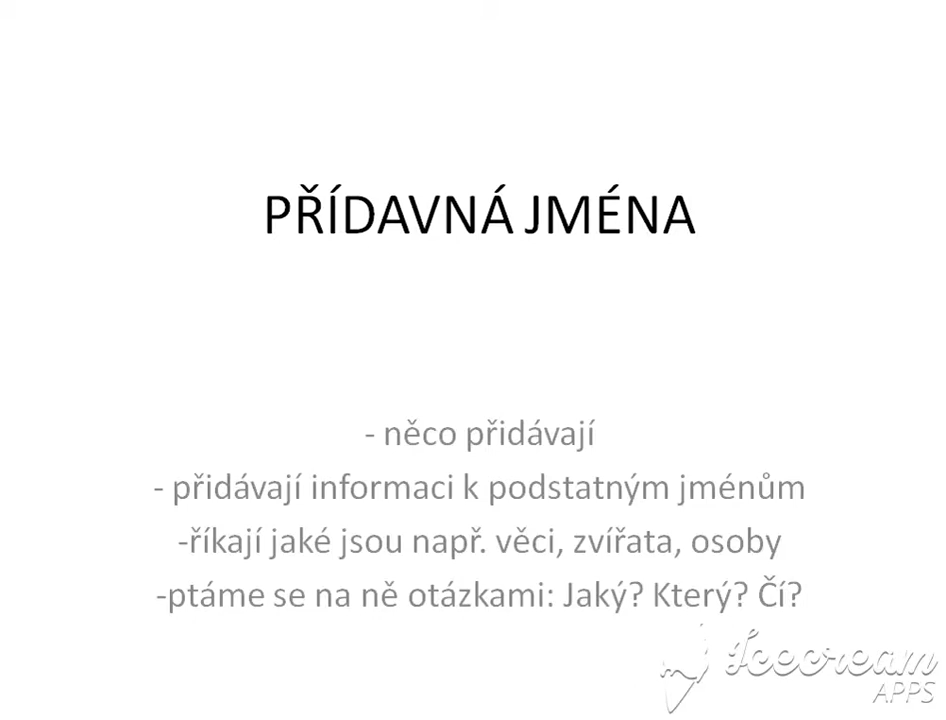 PŘÍDAVNÁ JMÉNA
- něco přidávají
- přidávají informaci k podstatným jménům
-říkají jaké jsou např. věci, zvířata, osoby
-ptáme se na ně otázkami: Jaký? Který? Čí?
Icecream
APPS